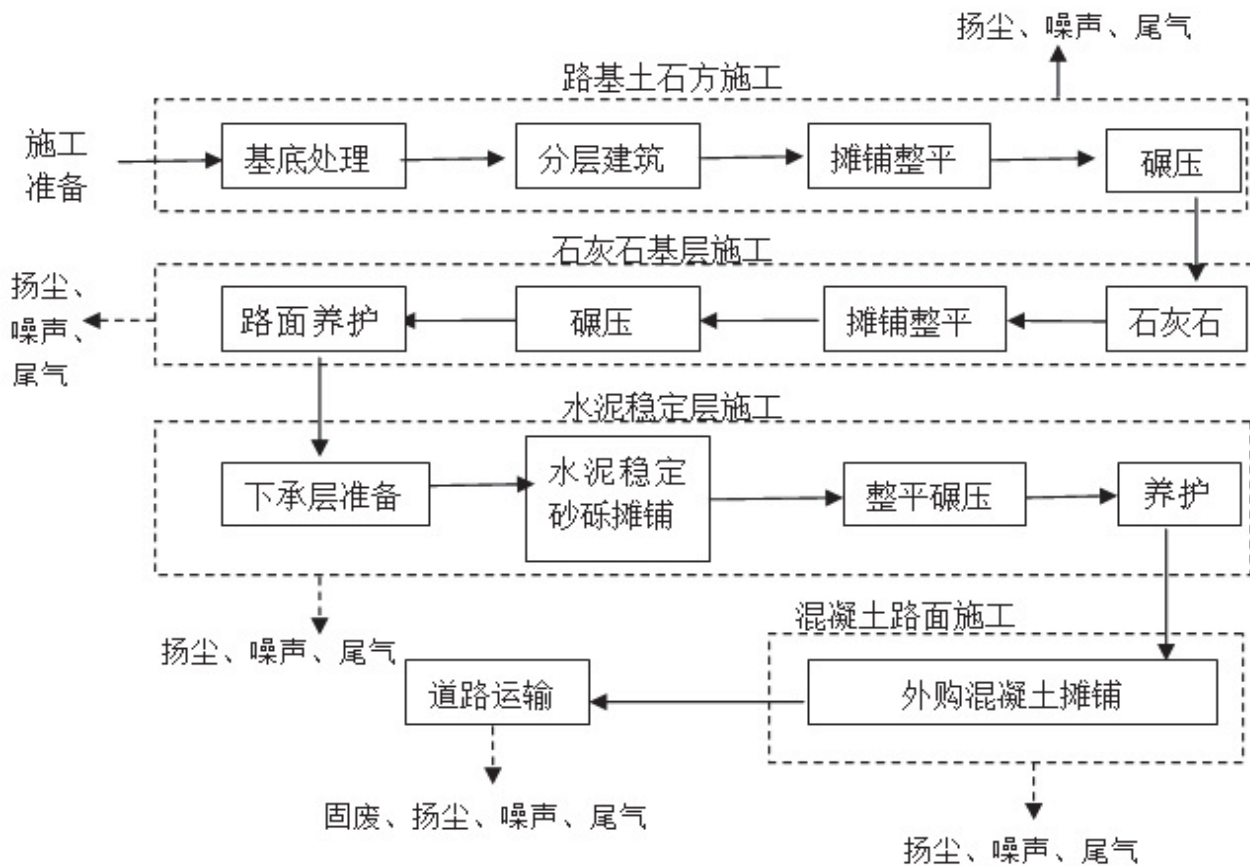 扬尘、噪声、尾气
路基土石方施工
施工
准备
基底处理
分层建筑
摊铺整平
碾压
石灰石基层施工
扬尘、
噪声、
尾气
路面养护
碾压
摊铺整平
石灰石
水泥稳定层施工
下承层准备
水泥稳定
砂砾摊铺
整平碾压
养护
扬尘、噪声、尾气
混凝土路面施工
道路运输
外购混凝土摊铺
固废、扬尘、噪声、尾气
扬尘、噪声、尾气